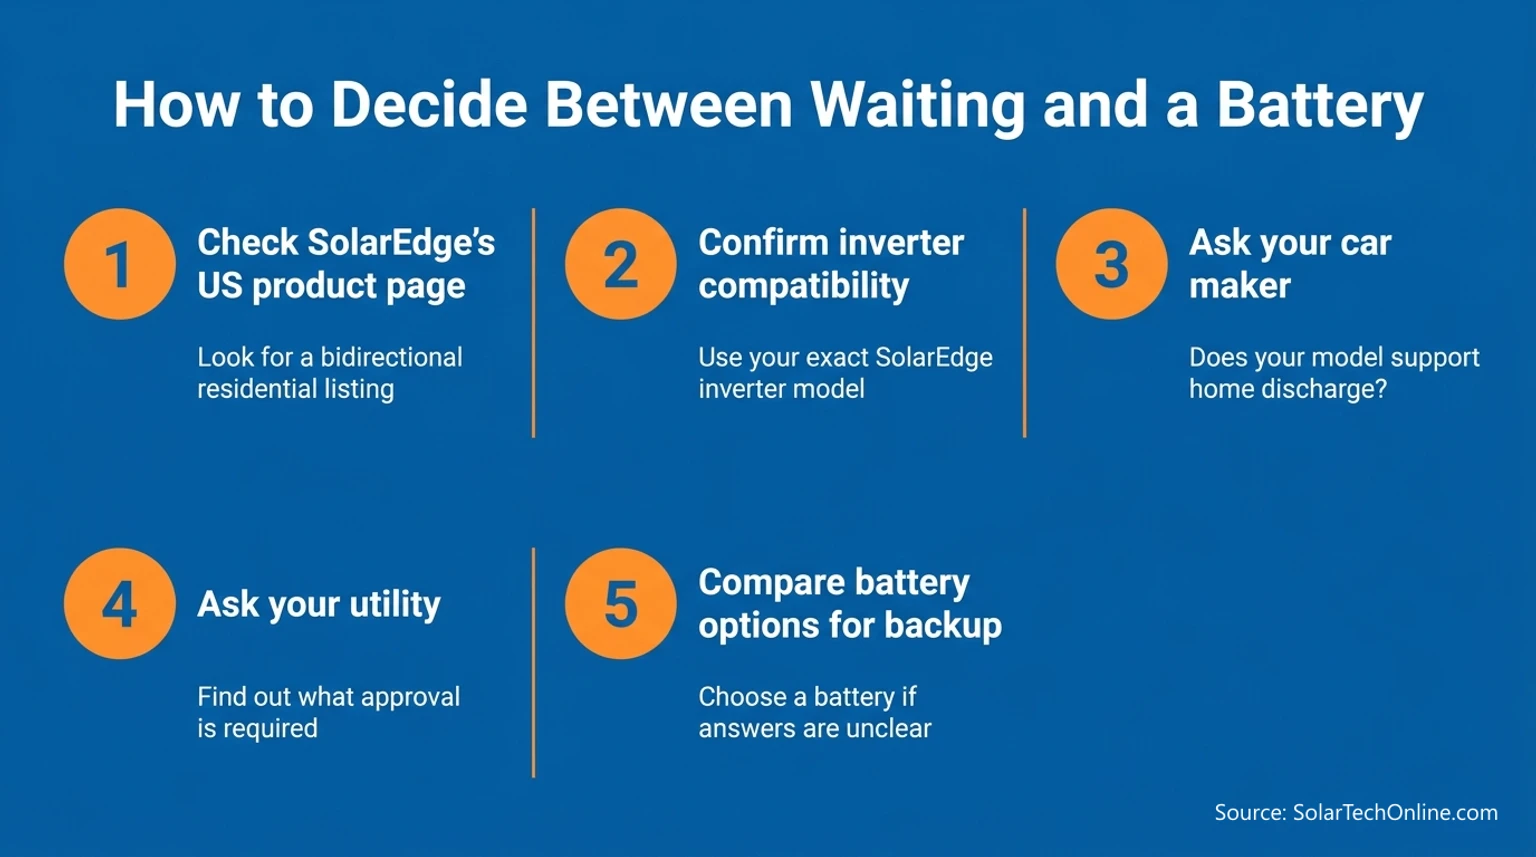 How to Decide Between Waiting and a Battery
1
Check SolarEdge’s
US product page
Look for a bidirectional
residential listing
2
Confirm inverter
compatibility
Use your exact SolarEdge
inverter model
3
Ask your car
maker
Does your model support
home discharge?
4
Ask your utility
Find out what approval
is required
5
Compare battery
options for backup
Choose a battery if
answers are unclear
Source: SolarTechOnline.com